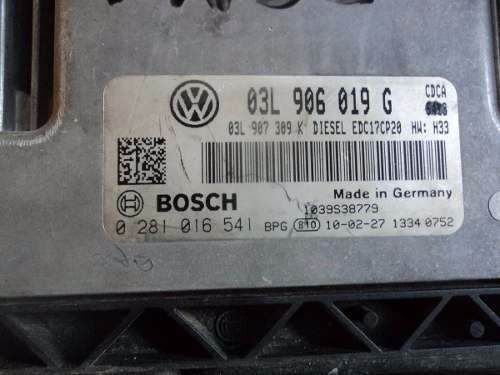 03L 906 019 G CDCA
03L 907 309 K DIESEL EDC17CP20 HW: H33
BOSCH
Made in Germany
1039S38779
0 281 016 541 BPG 810 10-02-27 1334 0752